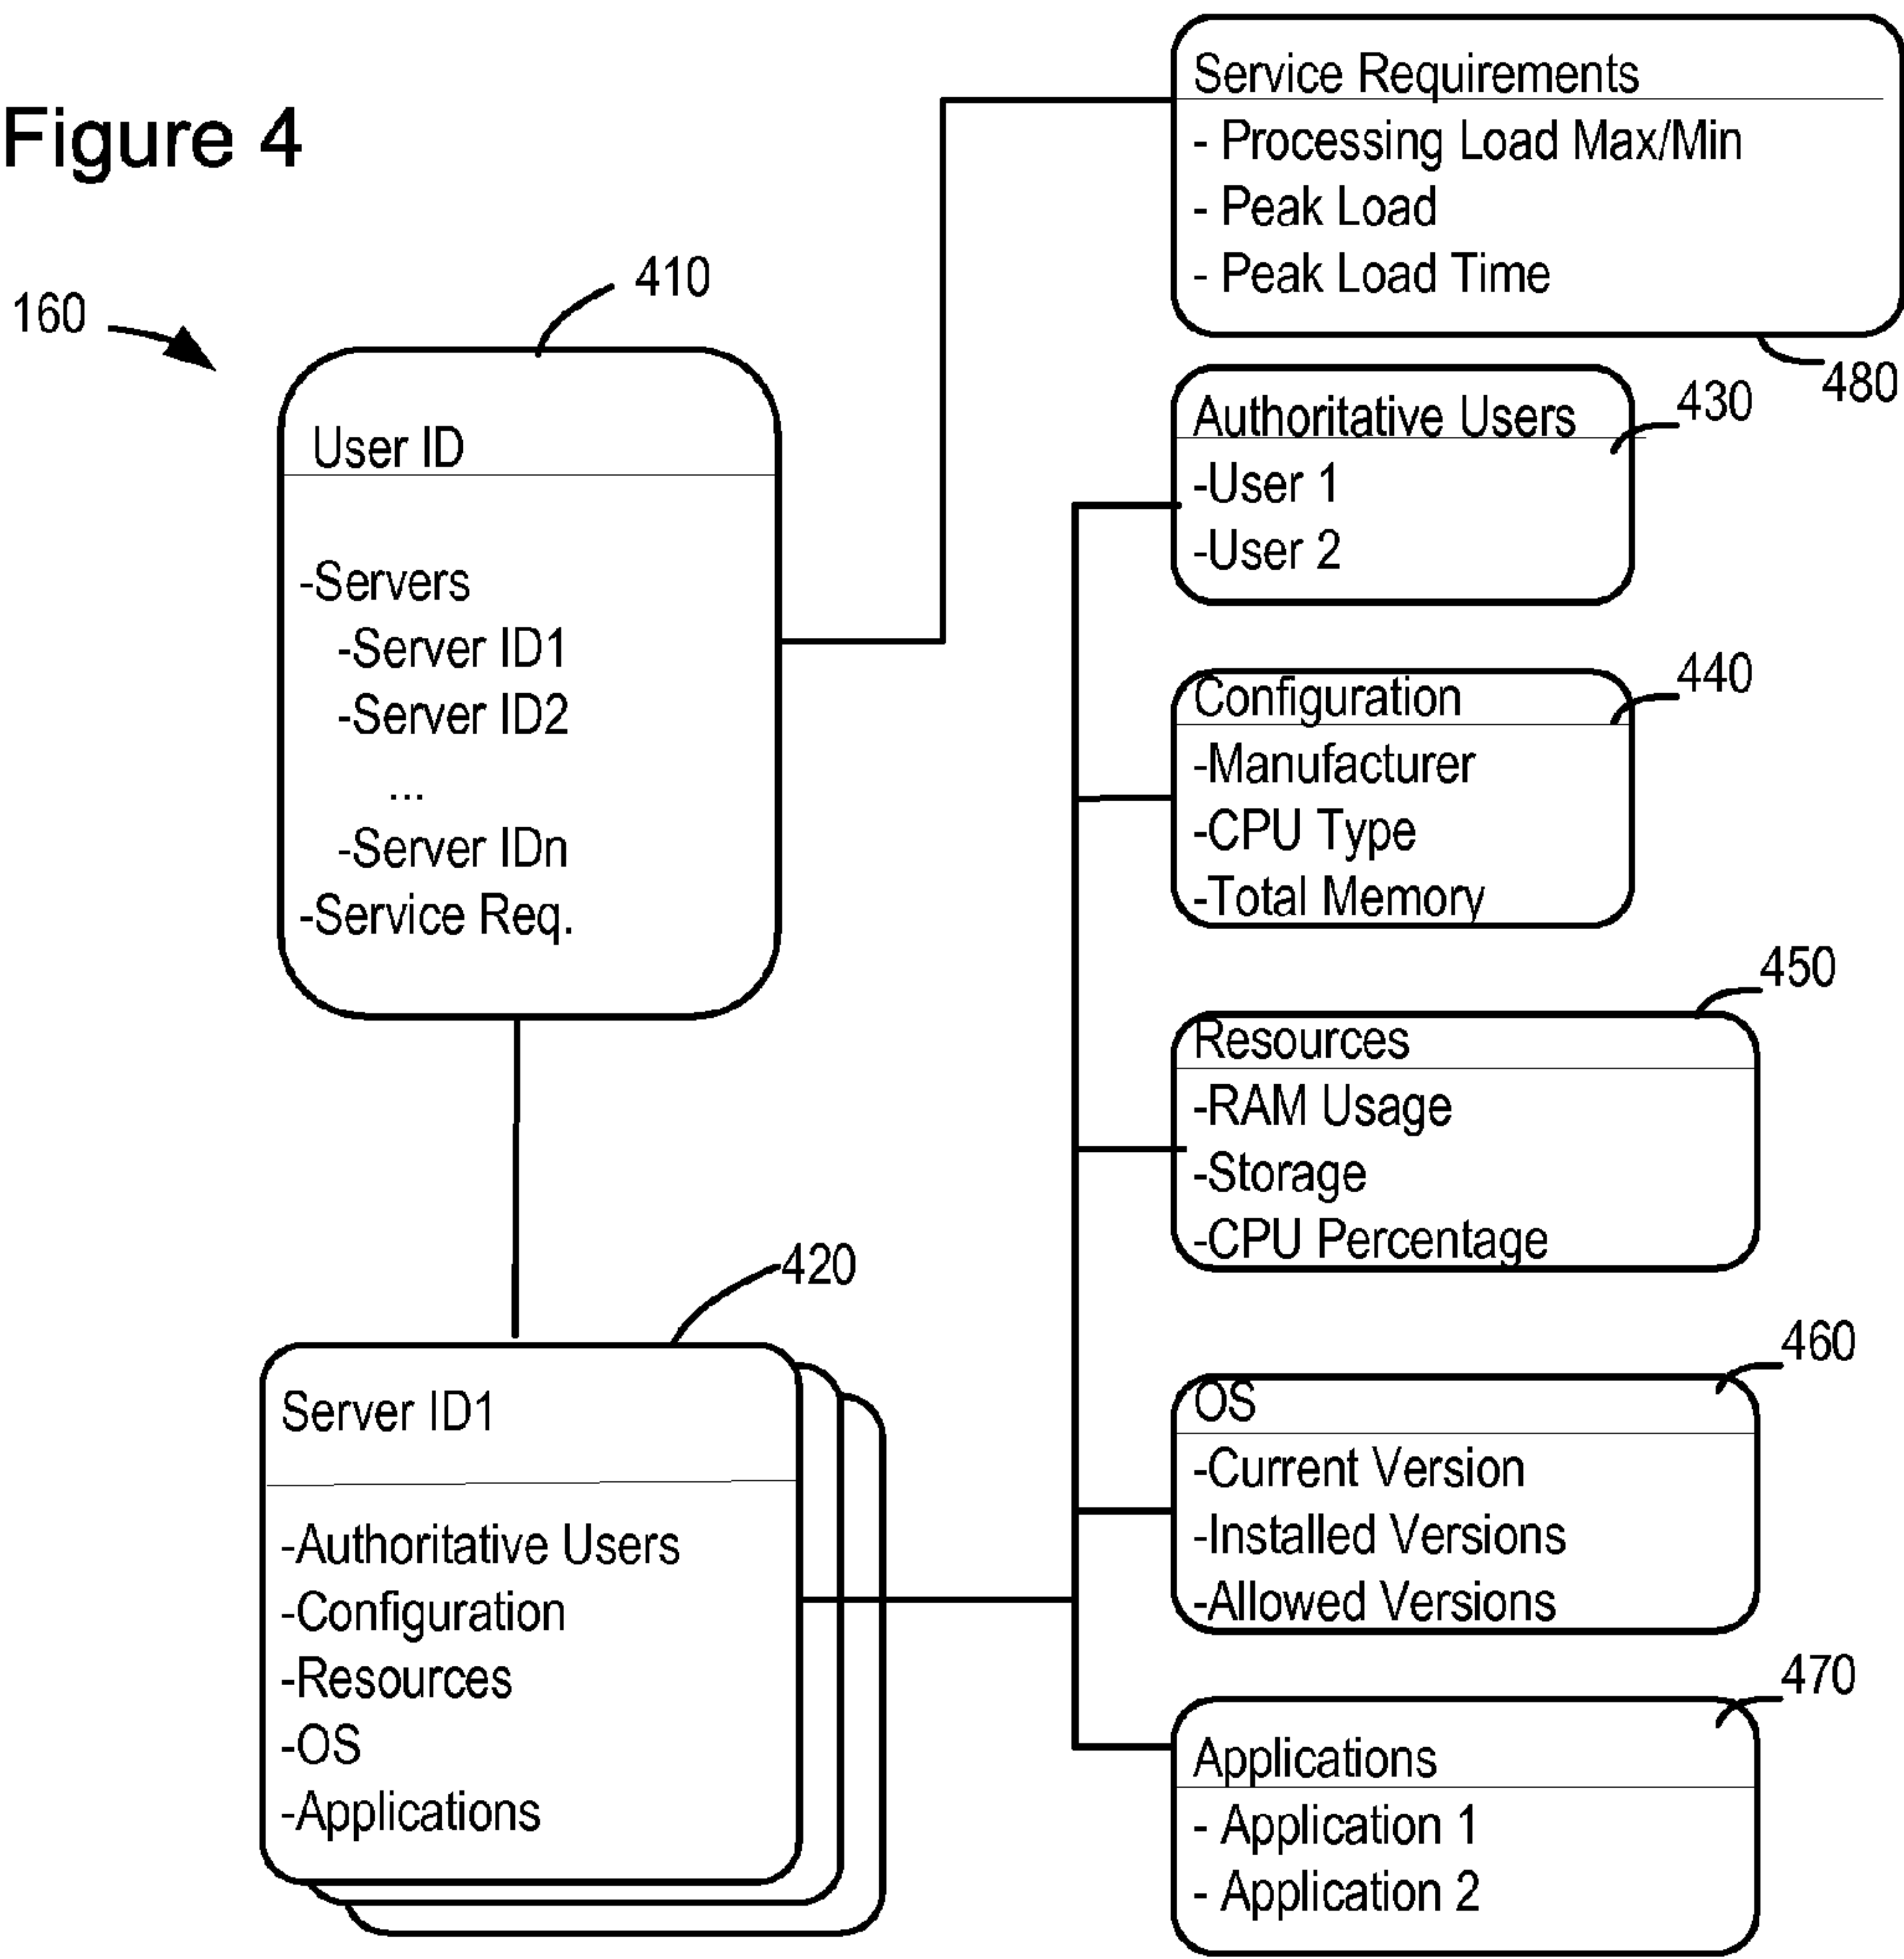 Figure 4
160
410
User ID
-Servers
-Server ID1
-Server ID2
...
-Server IDn
-Service Req.
420
Server ID1
-Authoritative Users
-Configuration
-Resources
-OS
-Applications
Service Requirements
- Processing Load Max/Min
- Peak Load
- Peak Load Time
480
Authoritative Users
430
-User 1
-User 2
Configuration
440
-Manufacturer
-CPU Type
-Total Memory
450
Resources
-RAM Usage
-Storage
-CPU Percentage
460
OS
-Current Version
-Installed Versions
-Allowed Versions
470
Applications
- Application 1
- Application 2